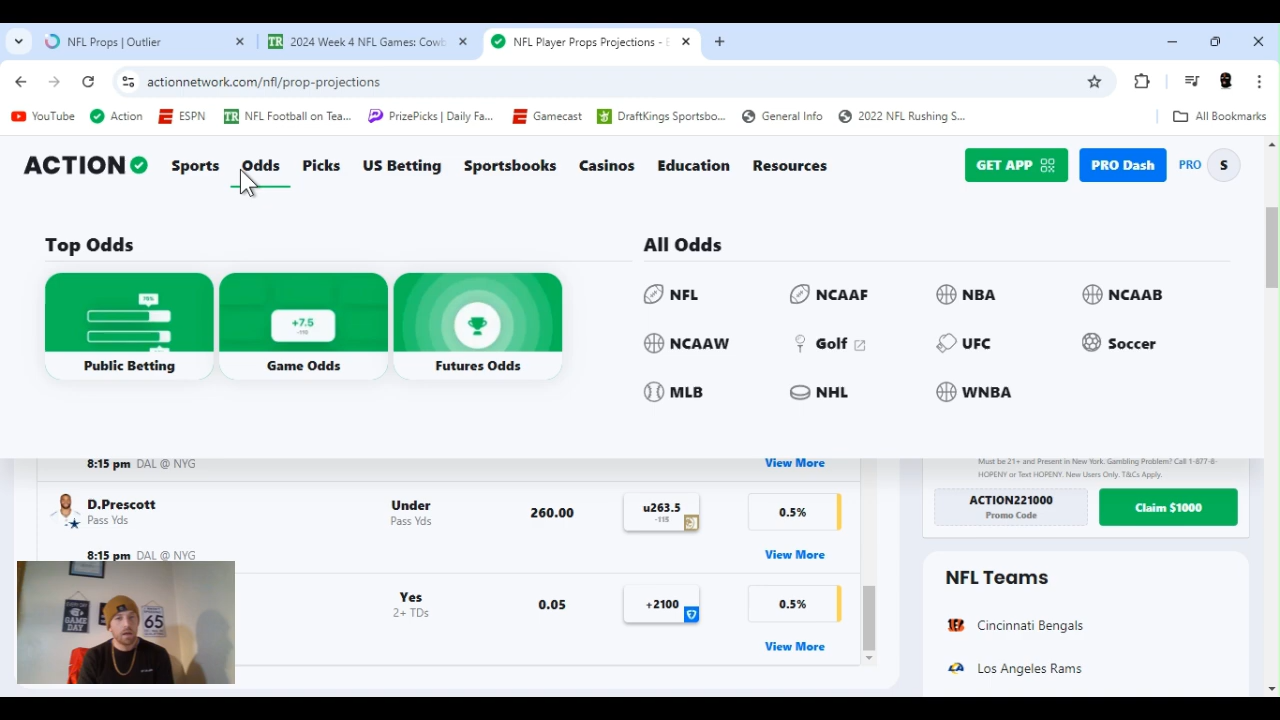 NFL Props | Outlier
2024 Week 4 NFL Games: Cowb
NFL Player Props Projections - B
actionnetwork.com/nfl/prop-projections
YouTube
Action
ESPN
NFL Football on Tea...
PrizePicks | Daily Fa...
Gamecast
DraftKings Sportsbo...
General Info
2022 NFL Rushing S...
All Bookmarks
ACTION
Sports
Odds
Picks
US Betting
Sportsbooks
Casinos
Education
Resources
GET APP
PRO Dash
PRO
S
Top Odds
All Odds
70%
+7.5
-110
Public Betting
Game Odds
Futures Odds
NFL
NCAAF
NBA
NCAAB
NCAAW
Golf
UFC
Soccer
MLB
NHL
WNBA
8:15 pm DAL @ NYG
View More
Must be 21+ and Present in New York. Gambling Problem? Call 1-877-8-
HOPENY or Text HOPENY. New Users Only. T&Cs Apply.
D.Prescott
Pass Yds
Under
Pass Yds
260.00
u263.5
-115
0.5%
ACTION221000
Promo Code
Claim $1000
8:15 pm DAL @ NYG
View More
Yes
2+ TDs
0.05
+2100
0.5%
View More
NFL Teams
Cincinnati Bengals
Los Angeles Rams
GAME
DAY
65